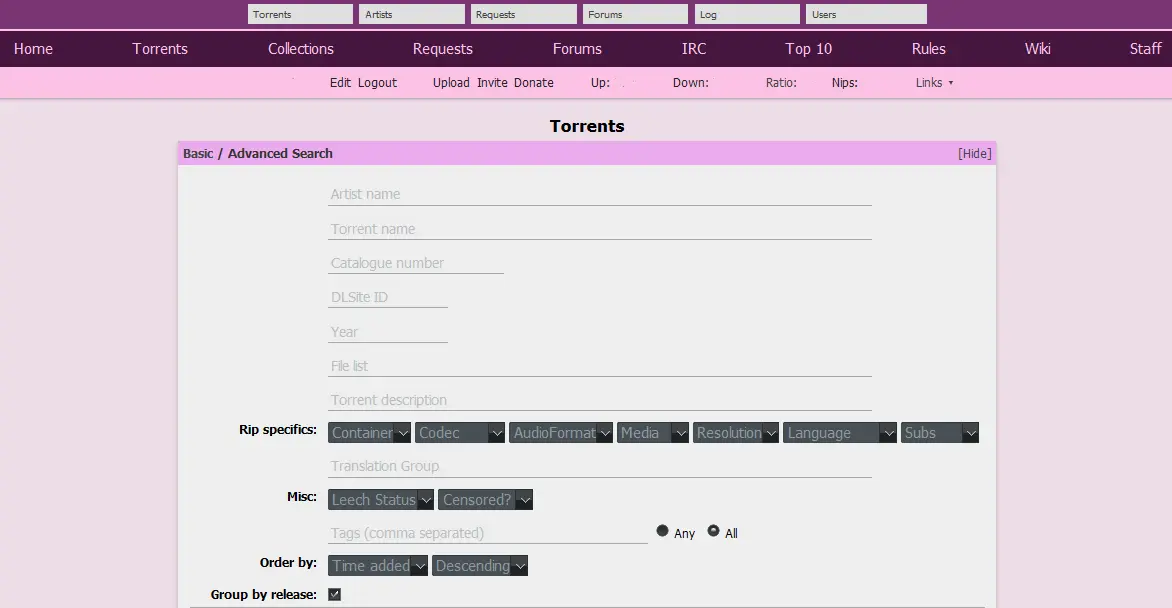 Torrents Artists Requests Forums Log Users
Home Torrents Collections Requests Forums IRC Top 10 Rules Wiki Staff
Edit Logout Upload Invite Donate Up: Down: Ratio: Nips: Links
Torrents
Basic / Advanced Search [Hide]
Artist name
Torrent name
Catalogue number
DLSite ID
Year
File list
Torrent description
Rip specifics: Container Codec AudioFormat Media Resolution Language Subs
Translation Group
Misc: Leech Status Censored?
Tags (comma separated) Any All
Order by: Time added Descending
Group by release: